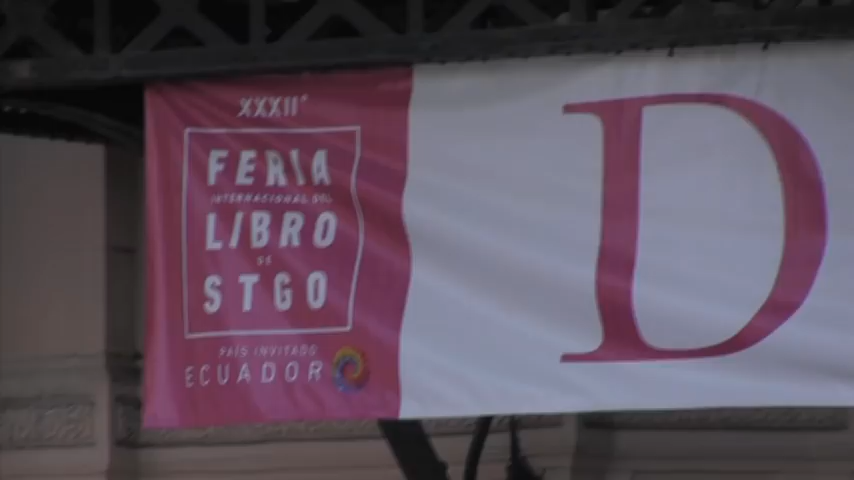 XXXII°
FERIA
INTERNACIONAL DEL
LIBRO
DE
STGO
PAÍS INVITADO
ECUADOR
D